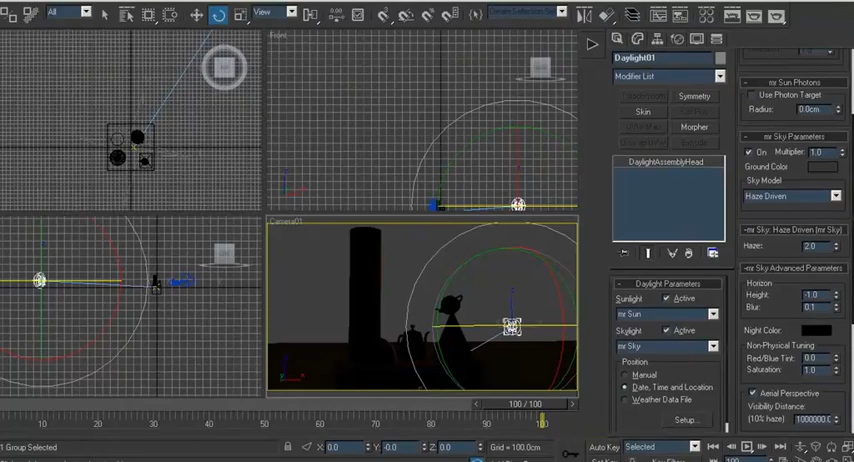 All
View
Front
Camera01
Daylight01
Modifier List
Symmetry
Skin
Morpher
DaylightAssemblyHead
Daylight Parameters
Sunlight Active
mr Sun
Skylight Active
mr Sky
Position
Manual
Date, Time and Location
Weather Data File
Setup...
mr Sun Photons
Use Photon Target
Radius: 0.0cm
mr Sky Parameters
On Multiplier: 1.0
Ground Color
Sky Model
Haze Driven
mr Sky: Haze Driven (mr Sky)
Haze: 2.0
mr Sky Advanced Parameters
Horizon
Height: -1.0
Blur: 0.1
Night Color:
Non-Physical Tuning
Red/Blue Tint: 0.0
Saturation: 1.0
Aerial Perspective
Visibility Distance:
(10% haze)
100 / 100
10 20 30 40 50 60 70 80 90 100
1 Group Selected
X: 0.0 Y: -0.0 Z: 0.0
Grid = 100.0cm
Auto Key Selected
100